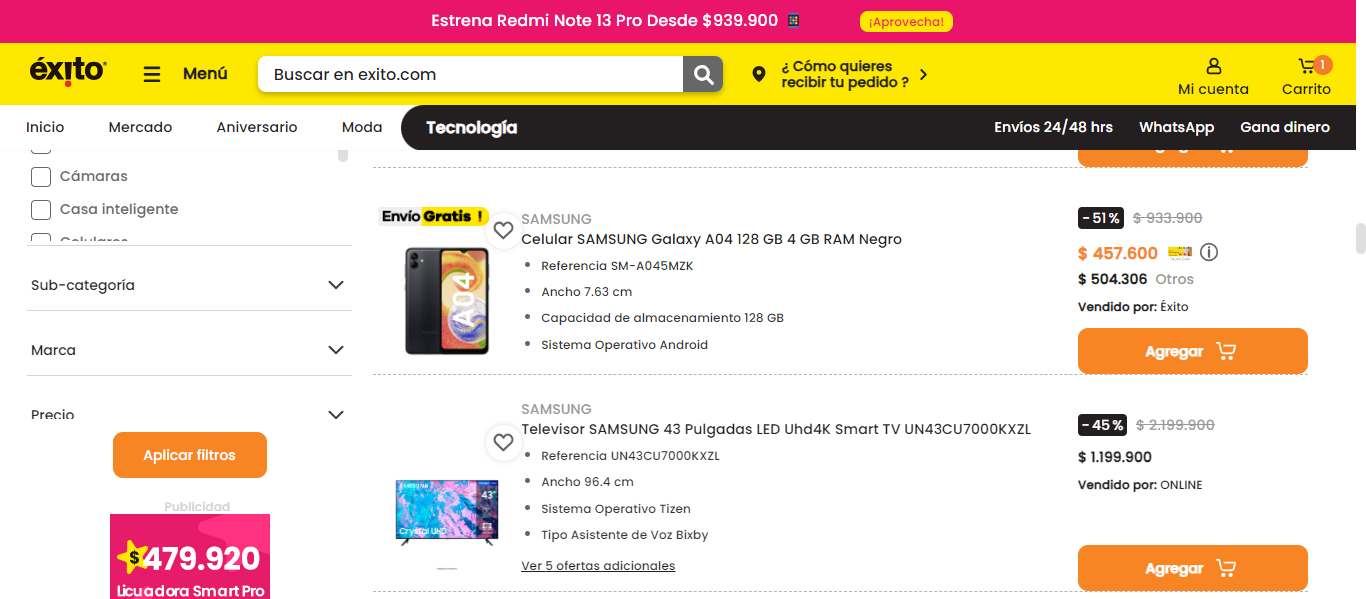 Estrena Redmi Note 13 Pro Desde $939.900
¡Aprovecha!
éxito
Menú
Buscar en exito.com
¿ Cómo quieres
recibir tu pedido ?
Mi cuenta
1
Carrito
Inicio
Mercado
Aniversario
Moda
Tecnología
Envíos 24/48 hrs
WhatsApp
Gana dinero
Cámaras
Casa inteligente
Celulares
Sub-categoría
Marca
Precio
Aplicar filtros
Publicidad
$479.920
Licuadora Smart Pro
Agregar
Envío Gratis !
A04
SAMSUNG
Celular SAMSUNG Galaxy A04 128 GB 4 GB RAM Negro
Referencia SM-A045MZK
Ancho 7.63 cm
Capacidad de almacenamiento 128 GB
Sistema Operativo Android
- 51 %
$ 933.900
$ 457.600
$ 504.306 Otros
Vendido por: Éxito
Agregar
SAMSUNG
43"
Crystal UHD
SAMSUNG
Televisor SAMSUNG 43 Pulgadas LED Uhd4K Smart TV UN43CU7000KXZL
Referencia UN43CU7000KXZL
Ancho 96.4 cm
Sistema Operativo Tizen
Tipo Asistente de Voz Bixby
Ver 5 ofertas adicionales
- 45 %
$ 2.199.900
$ 1.199.900
Vendido por: ONLINE
Agregar